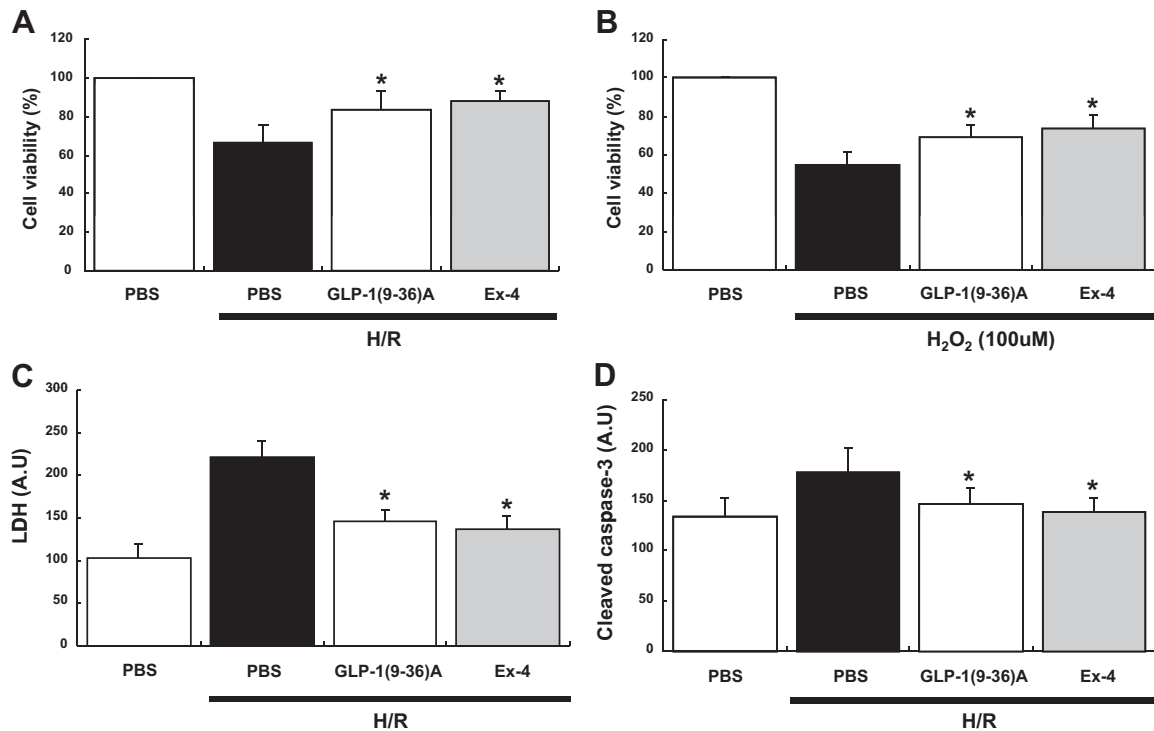 A
Cell viability (%)
120
100
80
60
40
20
0
*
*
PBS
PBS
GLP-1(9-36)A
Ex-4
H/R
B
Cell viability (%)
120
100
80
60
40
20
0
*
*
PBS
PBS
GLP-1(9-36)A
Ex-4
H₂O₂ (100uM)
C
LDH (A.U)
300
250
200
150
100
50
0
*
*
PBS
PBS
GLP-1(9-36)A
Ex-4
H/R
D
Cleaved caspase-3 (A.U)
250
200
150
100
50
0
*
*
PBS
PBS
GLP-1(9-36)A
Ex-4
H/R